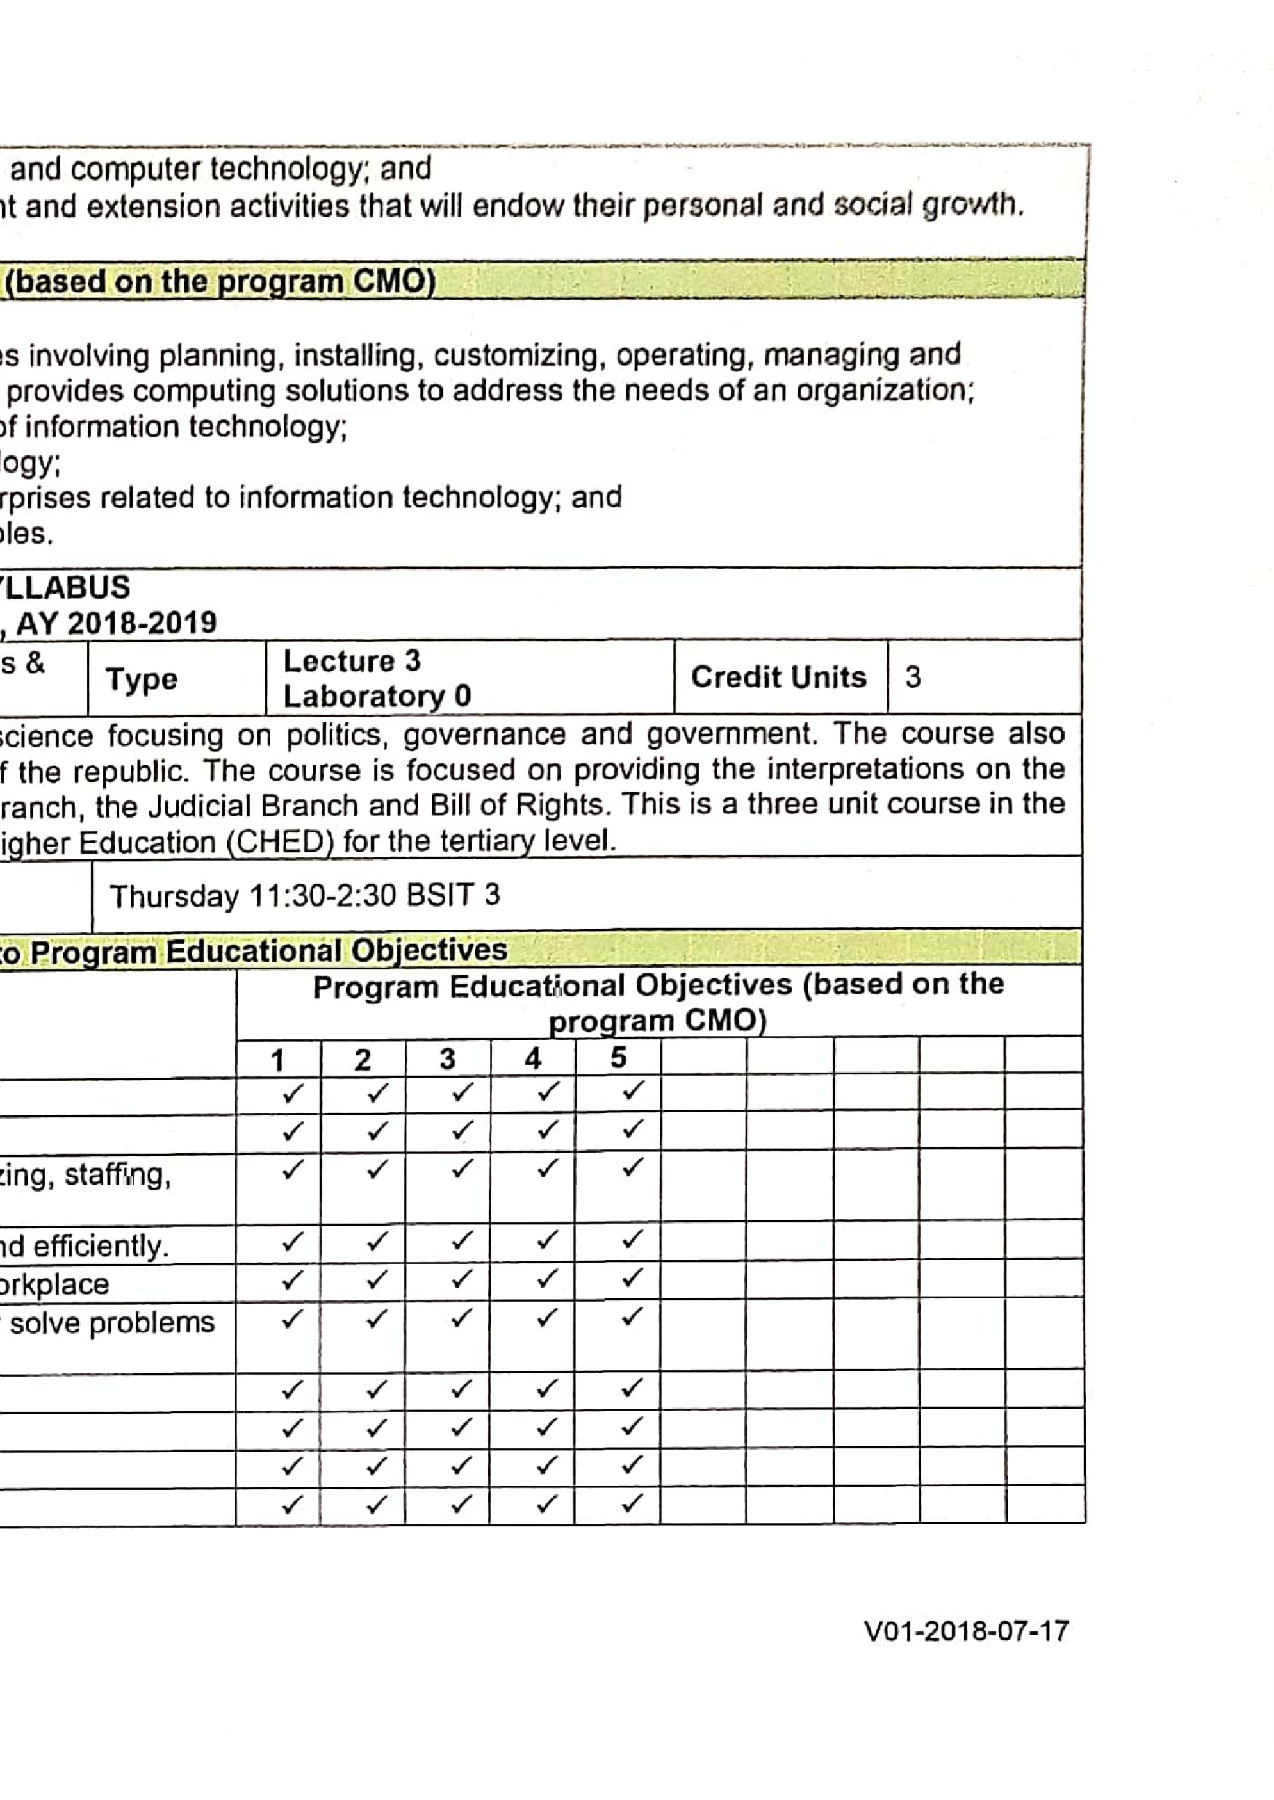 and computer technology; and
nt and extension activities that will endow their personal and social growth.
(based on the program CMO)
es involving planning, installing, customizing, operating, managing and
provides computing solutions to address the needs of an organization;
of information technology;
logy;
rprises related to information technology; and
ples.
YLLABUS
, AY 2018-2019
s &
Type
Lecture 3
Laboratory 0
Credit Units
3
science focusing on politics, governance and government. The course also
f the republic. The course is focused on providing the interpretations on the
ranch, the Judicial Branch and Bill of Rights. This is a three unit course in the
igher Education (CHED) for the tertiary level.
Thursday 11:30-2:30 BSIT 3
to Program Educational Objectives
Program Educational Objectives (based on the
program CMO)
1 2 3 4 5
✓ ✓ ✓ ✓ ✓
✓ ✓ ✓ ✓ ✓
zing, staffing, ✓ ✓ ✓ ✓ ✓
nd efficiently. ✓ ✓ ✓ ✓ ✓
orkplace ✓ ✓ ✓ ✓ ✓
solve problems ✓ ✓ ✓ ✓ ✓
✓ ✓ ✓ ✓ ✓
✓ ✓ ✓ ✓ ✓
✓ ✓ ✓ ✓ ✓
✓ ✓ ✓ ✓ ✓
V01-2018-07-17